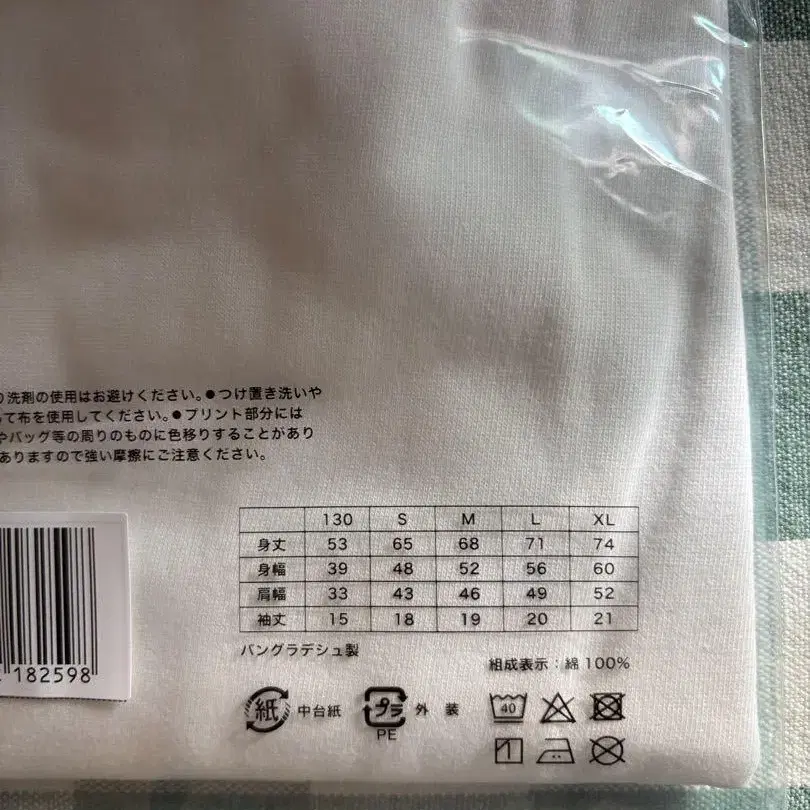 り洗剤の使用はお避けください。●つけ置き洗いや
て布を使用してください。●プリント部分には
やバッグ等の周りのものに色移りすることがあり
ありますので強い摩擦にご注意ください。
130 S M L XL
身丈 53 65 68 71 74
身幅 39 48 52 56 60
肩幅 33 43 46 49 52
袖丈 15 18 19 20 21
バングラデシュ製
組成表示：綿100%
182598
紙 中台紙 プラ 外 装 40
PE